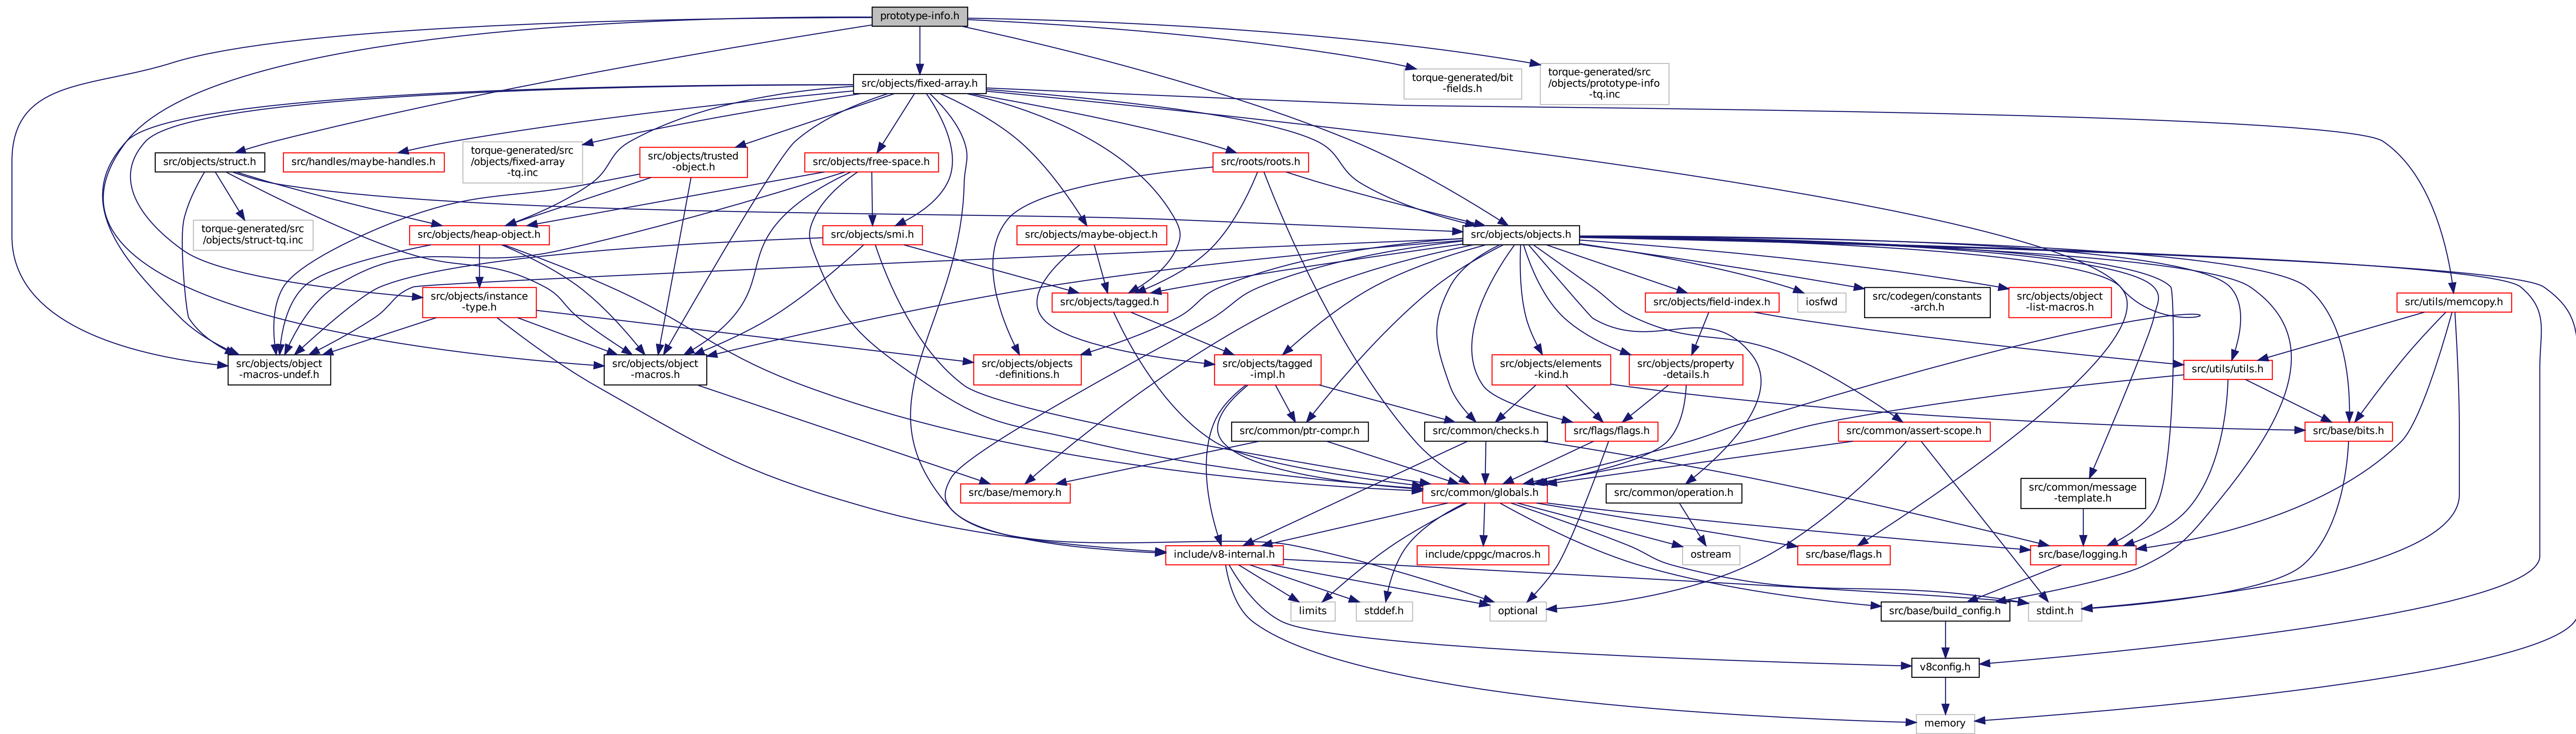 prototype-info.h
src/objects/fixed-array.h
torque-generated/bit
-fields.h
torque-generated/src
/objects/prototype-info
-tq.inc
src/objects/struct.h
src/handles/maybe-handles.h
torque-generated/src
/objects/fixed-array
-tq.inc
src/objects/trusted
-object.h
src/objects/free-space.h
src/roots/roots.h
torque-generated/src
/objects/struct-tq.inc
src/objects/heap-object.h
src/objects/smi.h
src/objects/maybe-object.h
src/objects/objects.h
src/objects/instance
-type.h
src/objects/tagged.h
src/objects/field-index.h
iosfwd
src/codegen/constants
-arch.h
src/objects/object
-list-macros.h
src/utils/memcopy.h
src/objects/object
-macros-undef.h
src/objects/object
-macros.h
src/objects/objects
-definitions.h
src/objects/tagged
-impl.h
src/objects/elements
-kind.h
src/objects/property
-details.h
src/utils/utils.h
src/common/ptr-compr.h
src/common/checks.h
src/flags/flags.h
src/common/assert-scope.h
src/base/bits.h
src/base/memory.h
src/common/globals.h
src/common/operation.h
src/common/message
-template.h
include/v8-internal.h
include/cppgc/macros.h
ostream
src/base/flags.h
src/base/logging.h
limits
stddef.h
optional
src/base/build_config.h
stdint.h
v8config.h
memory